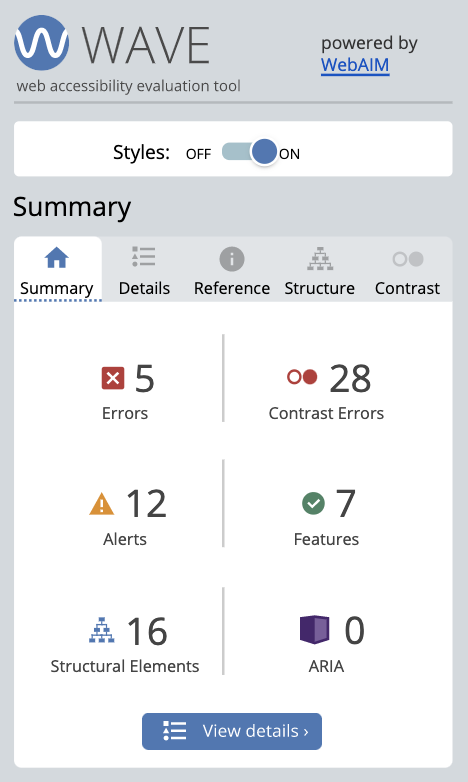 WAVE
web accessibility evaluation tool
powered by
WebAIM
Styles: OFF ON
Summary
Summary Details Reference Structure Contrast
5 28
Errors Contrast Errors
12 7
Alerts Features
16 0
Structural Elements ARIA
View details ›